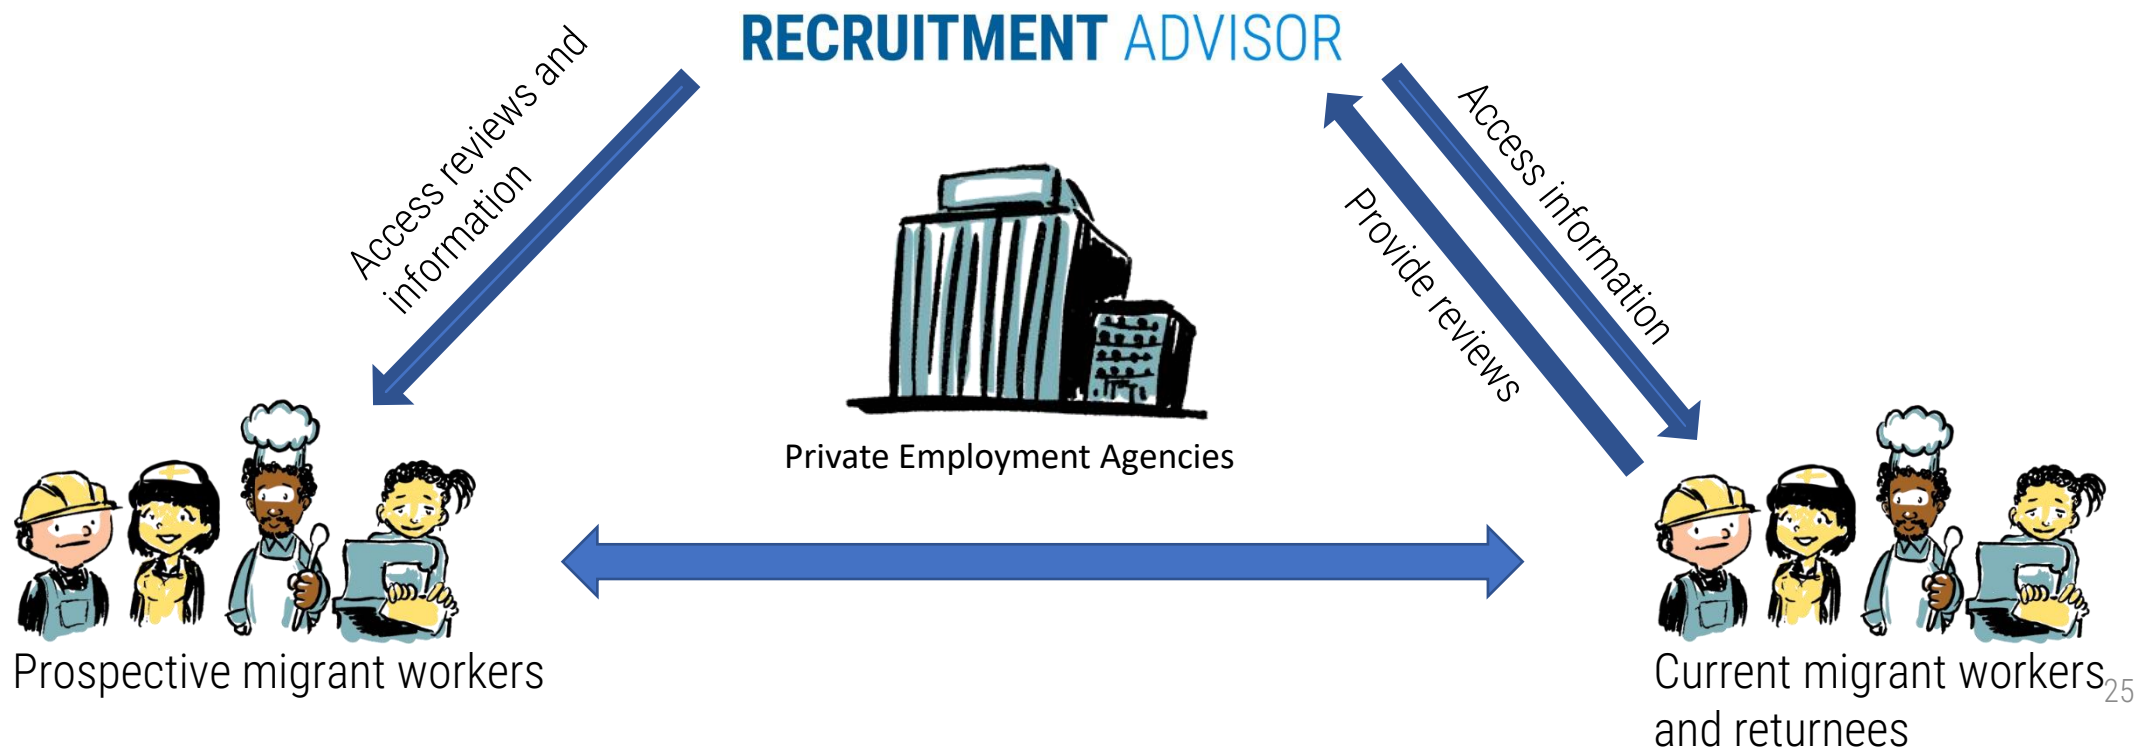 RECRUITMENT ADVISOR
Access reviews and
information
Access information
Provide reviews
Private Employment Agencies
Prospective migrant workers
Current migrant workers
and returnees
25